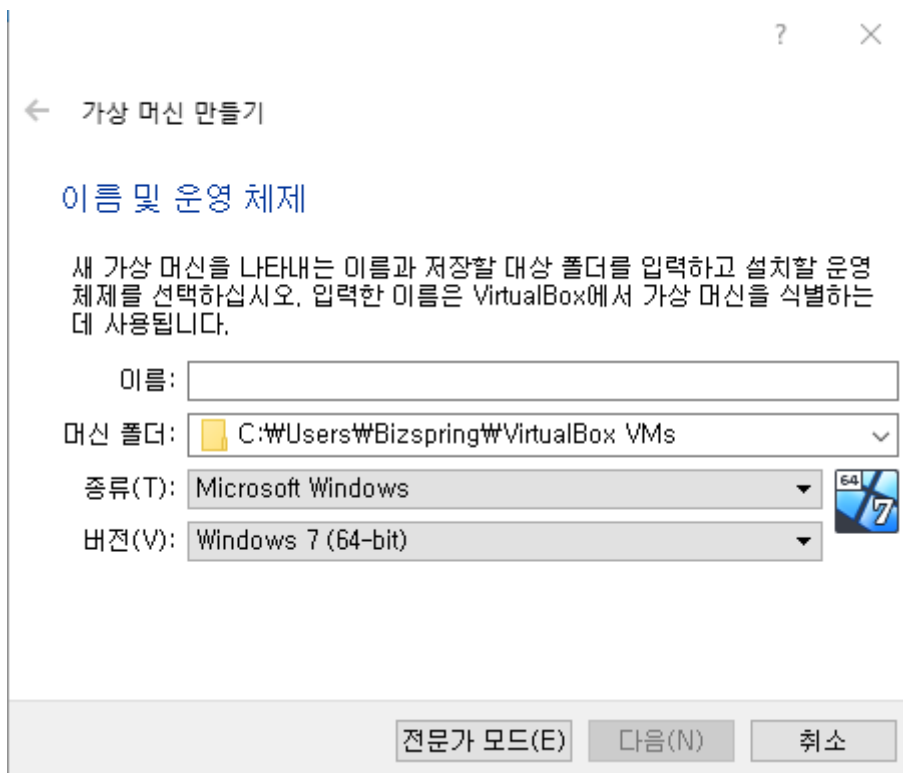 ?
가상 머신 만들기
이름 및 운영 체제
새 가상 머신을 나타내는 이름과 저장할 대상 폴더를 입력하고 설치할 운영
체제를 선택하십시오. 입력한 이름은 VirtualBox에서 가상 머신을 식별하는
데 사용됩니다.
이름:
머신 폴더: C:₩Users₩Bizspring₩VirtualBox VMs
종류(T): Microsoft Windows
64
7
버전(V): Windows 7 (64-bit)
전문가 모드(E) 다음(N) 취소